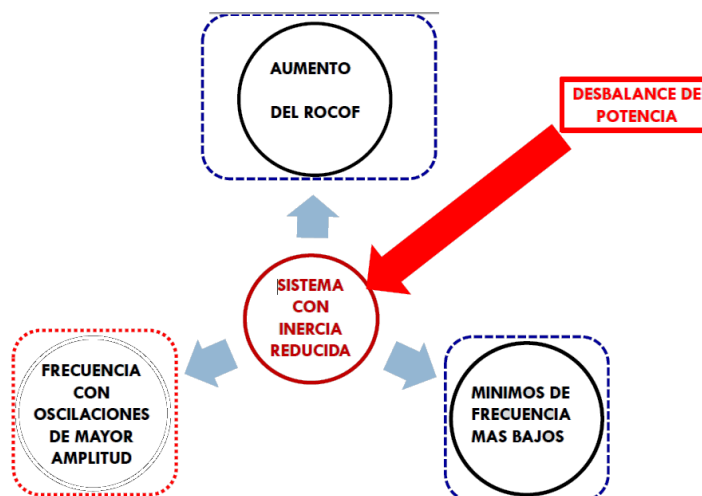 AUMENTO
DEL ROCOF
DESBALANCE DE
POTENCIA
SISTEMA
CON
INERCIA
REDUCIDA
FRECUENCIA
CON
OSCILACIONES
DE MAYOR
AMPLITUD
MINIMOS DE
FRECUENCIA
MAS BAJOS